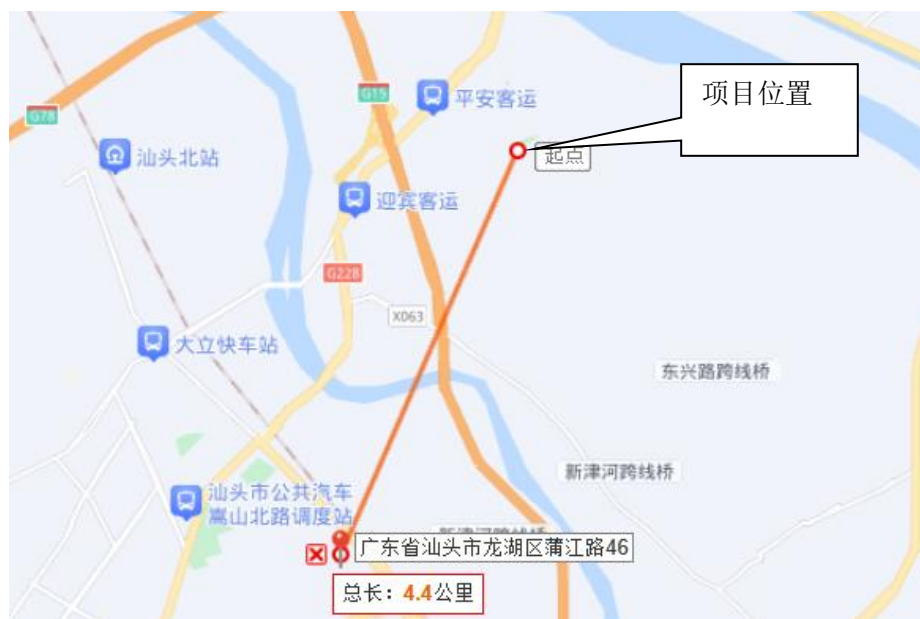 项目位置
G15
平安客运
G78
汕头北站
起点
迎宾客运
G228
X063
大立快车站
东兴路跨线桥
新津河跨线桥
汕头市公共汽车
嵩山北路调度站
广东省汕头市龙湖区蒲江路46
总长：4.4公里